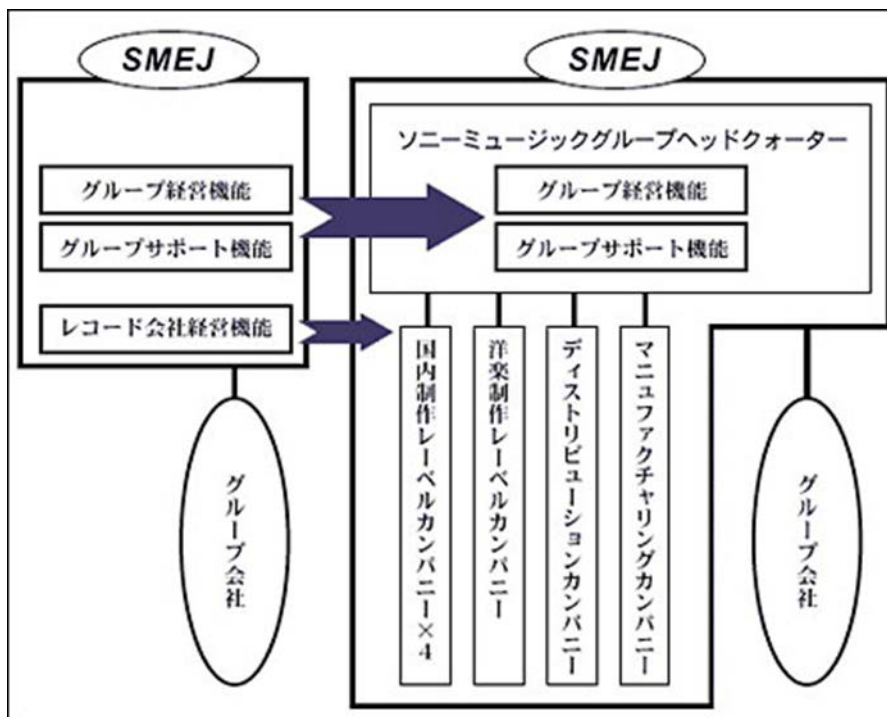 SMEJ
グループ経営機能
グループサポート機能
レコード会社経営機能
グループ会社
SMEJ
ソニーミュージックグループヘッドクォーター
グループ経営機能
グループサポート機能
国内制作レーベルカンパニー×4
洋楽制作レーベルカンパニー
ディストリビューションカンパニー
マニュファクチャリングカンパニー
グループ会社